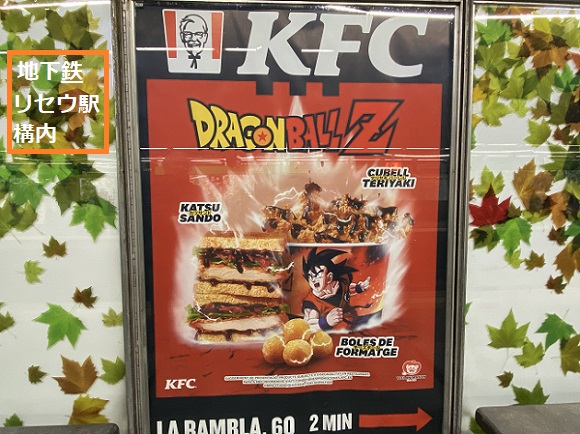 地下鉄
リセウ駅
構内
KFC
DRAGON BALL Z
CUBELL
TERIYAKI
KATSU
SANDO
BOLES DE
FORMATGE
KFC
LA RAMBLA, 60 2 MIN